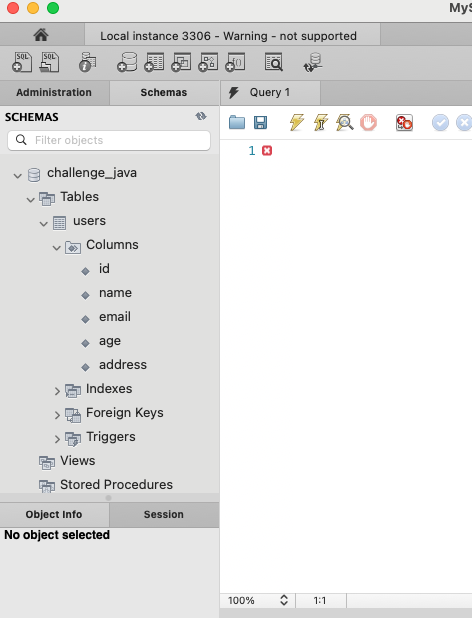 MyS
Local instance 3306 - Warning - not supported
Administration
Schemas
Query 1
SCHEMAS
Filter objects
challenge_java
Tables
users
Columns
id
name
email
age
address
Indexes
Foreign Keys
Triggers
Views
Stored Procedures
Object Info
Session
No object selected
1
100%
1:1